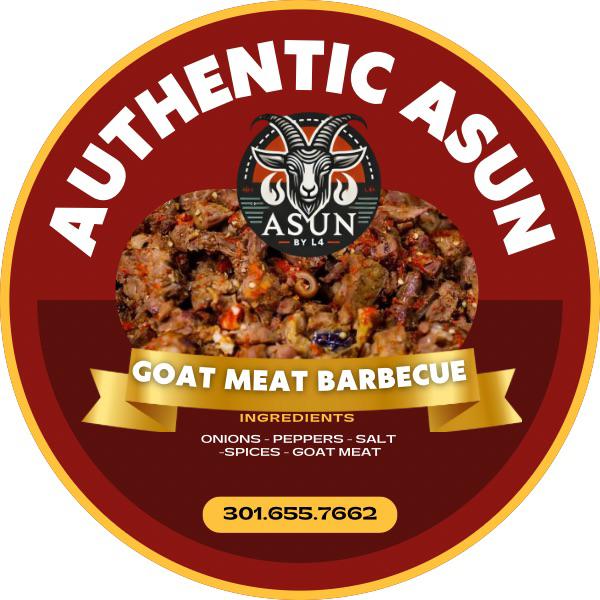 AUTHENTIC ASUN
ASUN
BY L4
GOAT MEAT BARBECUE
INGREDIENTS
ONIONS - PEPPERS - SALT
-SPICES - GOAT MEAT
301.655.7662